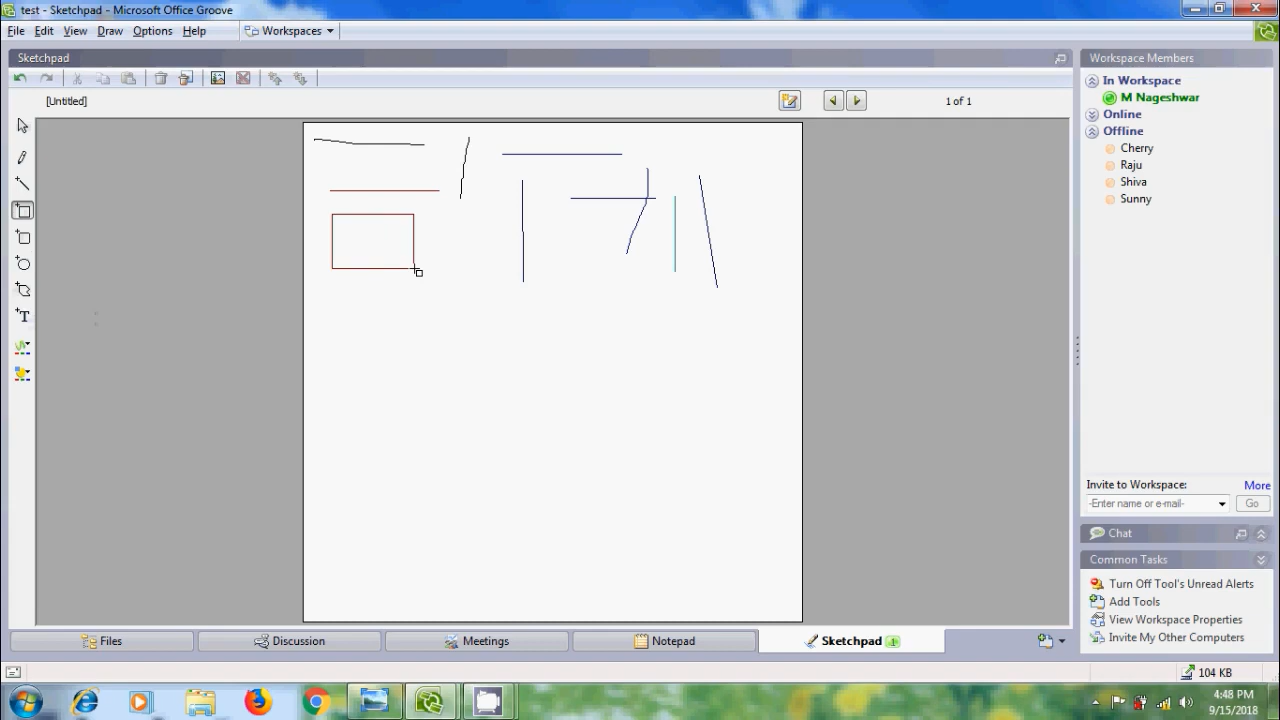 test - Sketchpad - Microsoft Office Groove
File Edit View Draw Options Help Workspaces
Sketchpad
[Untitled]
1 of 1
T
Workspace Members
In Workspace
M Nageshwar
Online
Offline
Cherry
Raju
Shiva
Sunny
Invite to Workspace: More
-Enter name or e-mail- Go
Chat
Common Tasks
Turn Off Tool's Unread Alerts
Add Tools
View Workspace Properties
Invite My Other Computers
Files Discussion Meetings Notepad Sketchpad
104 KB
4:48 PM
9/15/2018